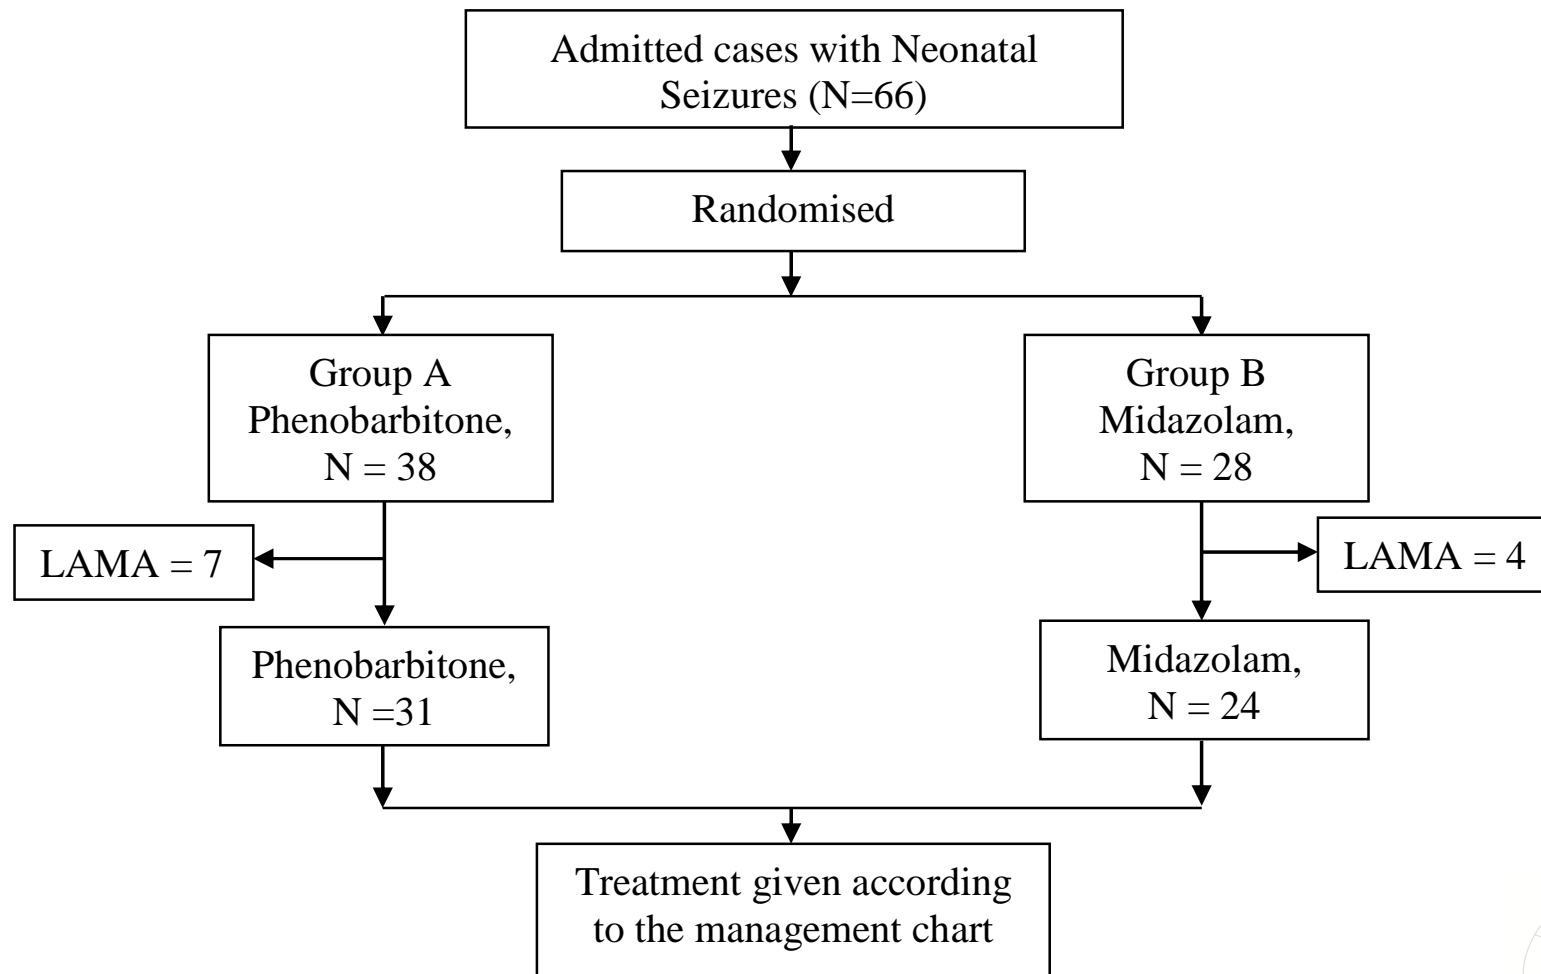 Admitted cases with Neonatal
Seizures (N=66)
Randomised
Group A
Phenobarbitone,
N = 38
Group B
Midazolam,
N = 28
LAMA = 7
LAMA = 4
Phenobarbitone,
N =31
Midazolam,
N = 24
Treatment given according
to the management chart